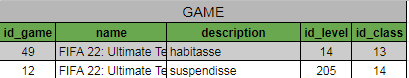 GAME
id_game name description id_level id_class
49 FIFA 22: Ultimate Te habitasse 14 13
12 FIFA 22: Ultimate Te suspendisse 205 14